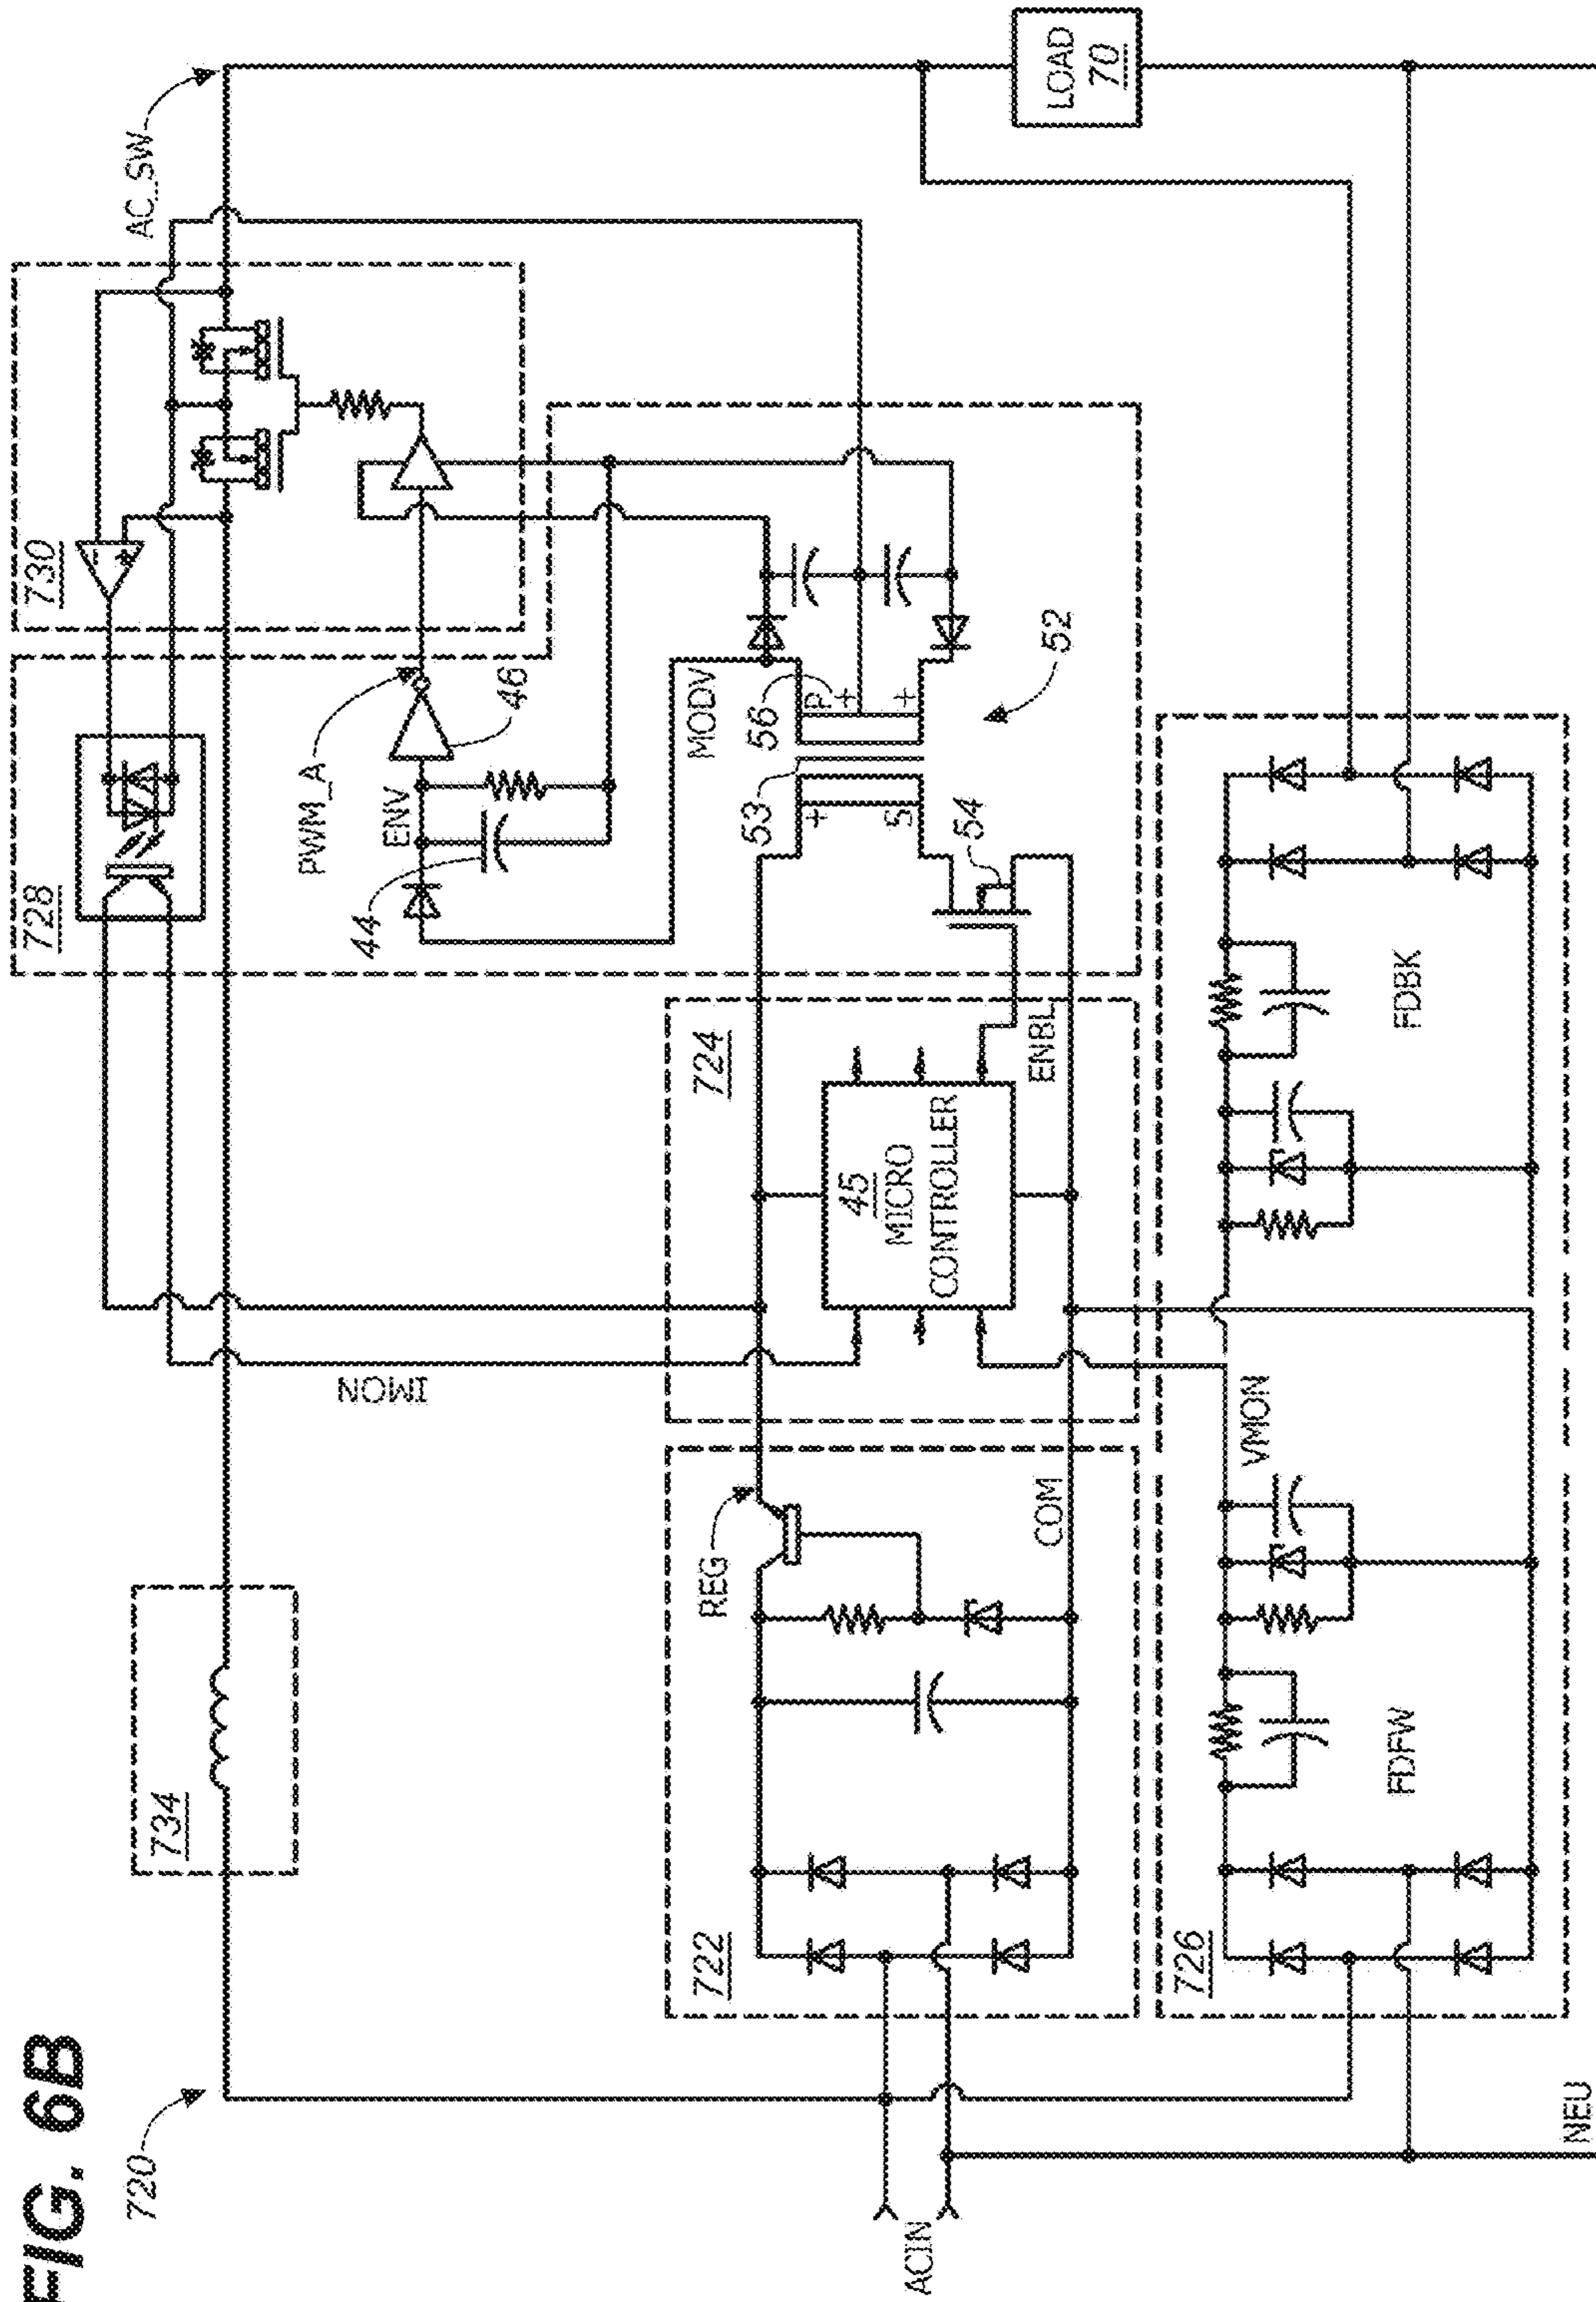 FIG. 6B
720
734
IMON
728
730
AC_SW
PWM_A
ENV
44
46
MODV
56
P
+
+
53
+
S
54
52
722
REG
COM
724
45
MICRO
CONTROLLER
ENBL
ACIN
726
FDFW
VMON
FDBK
LOAD
70
NEU